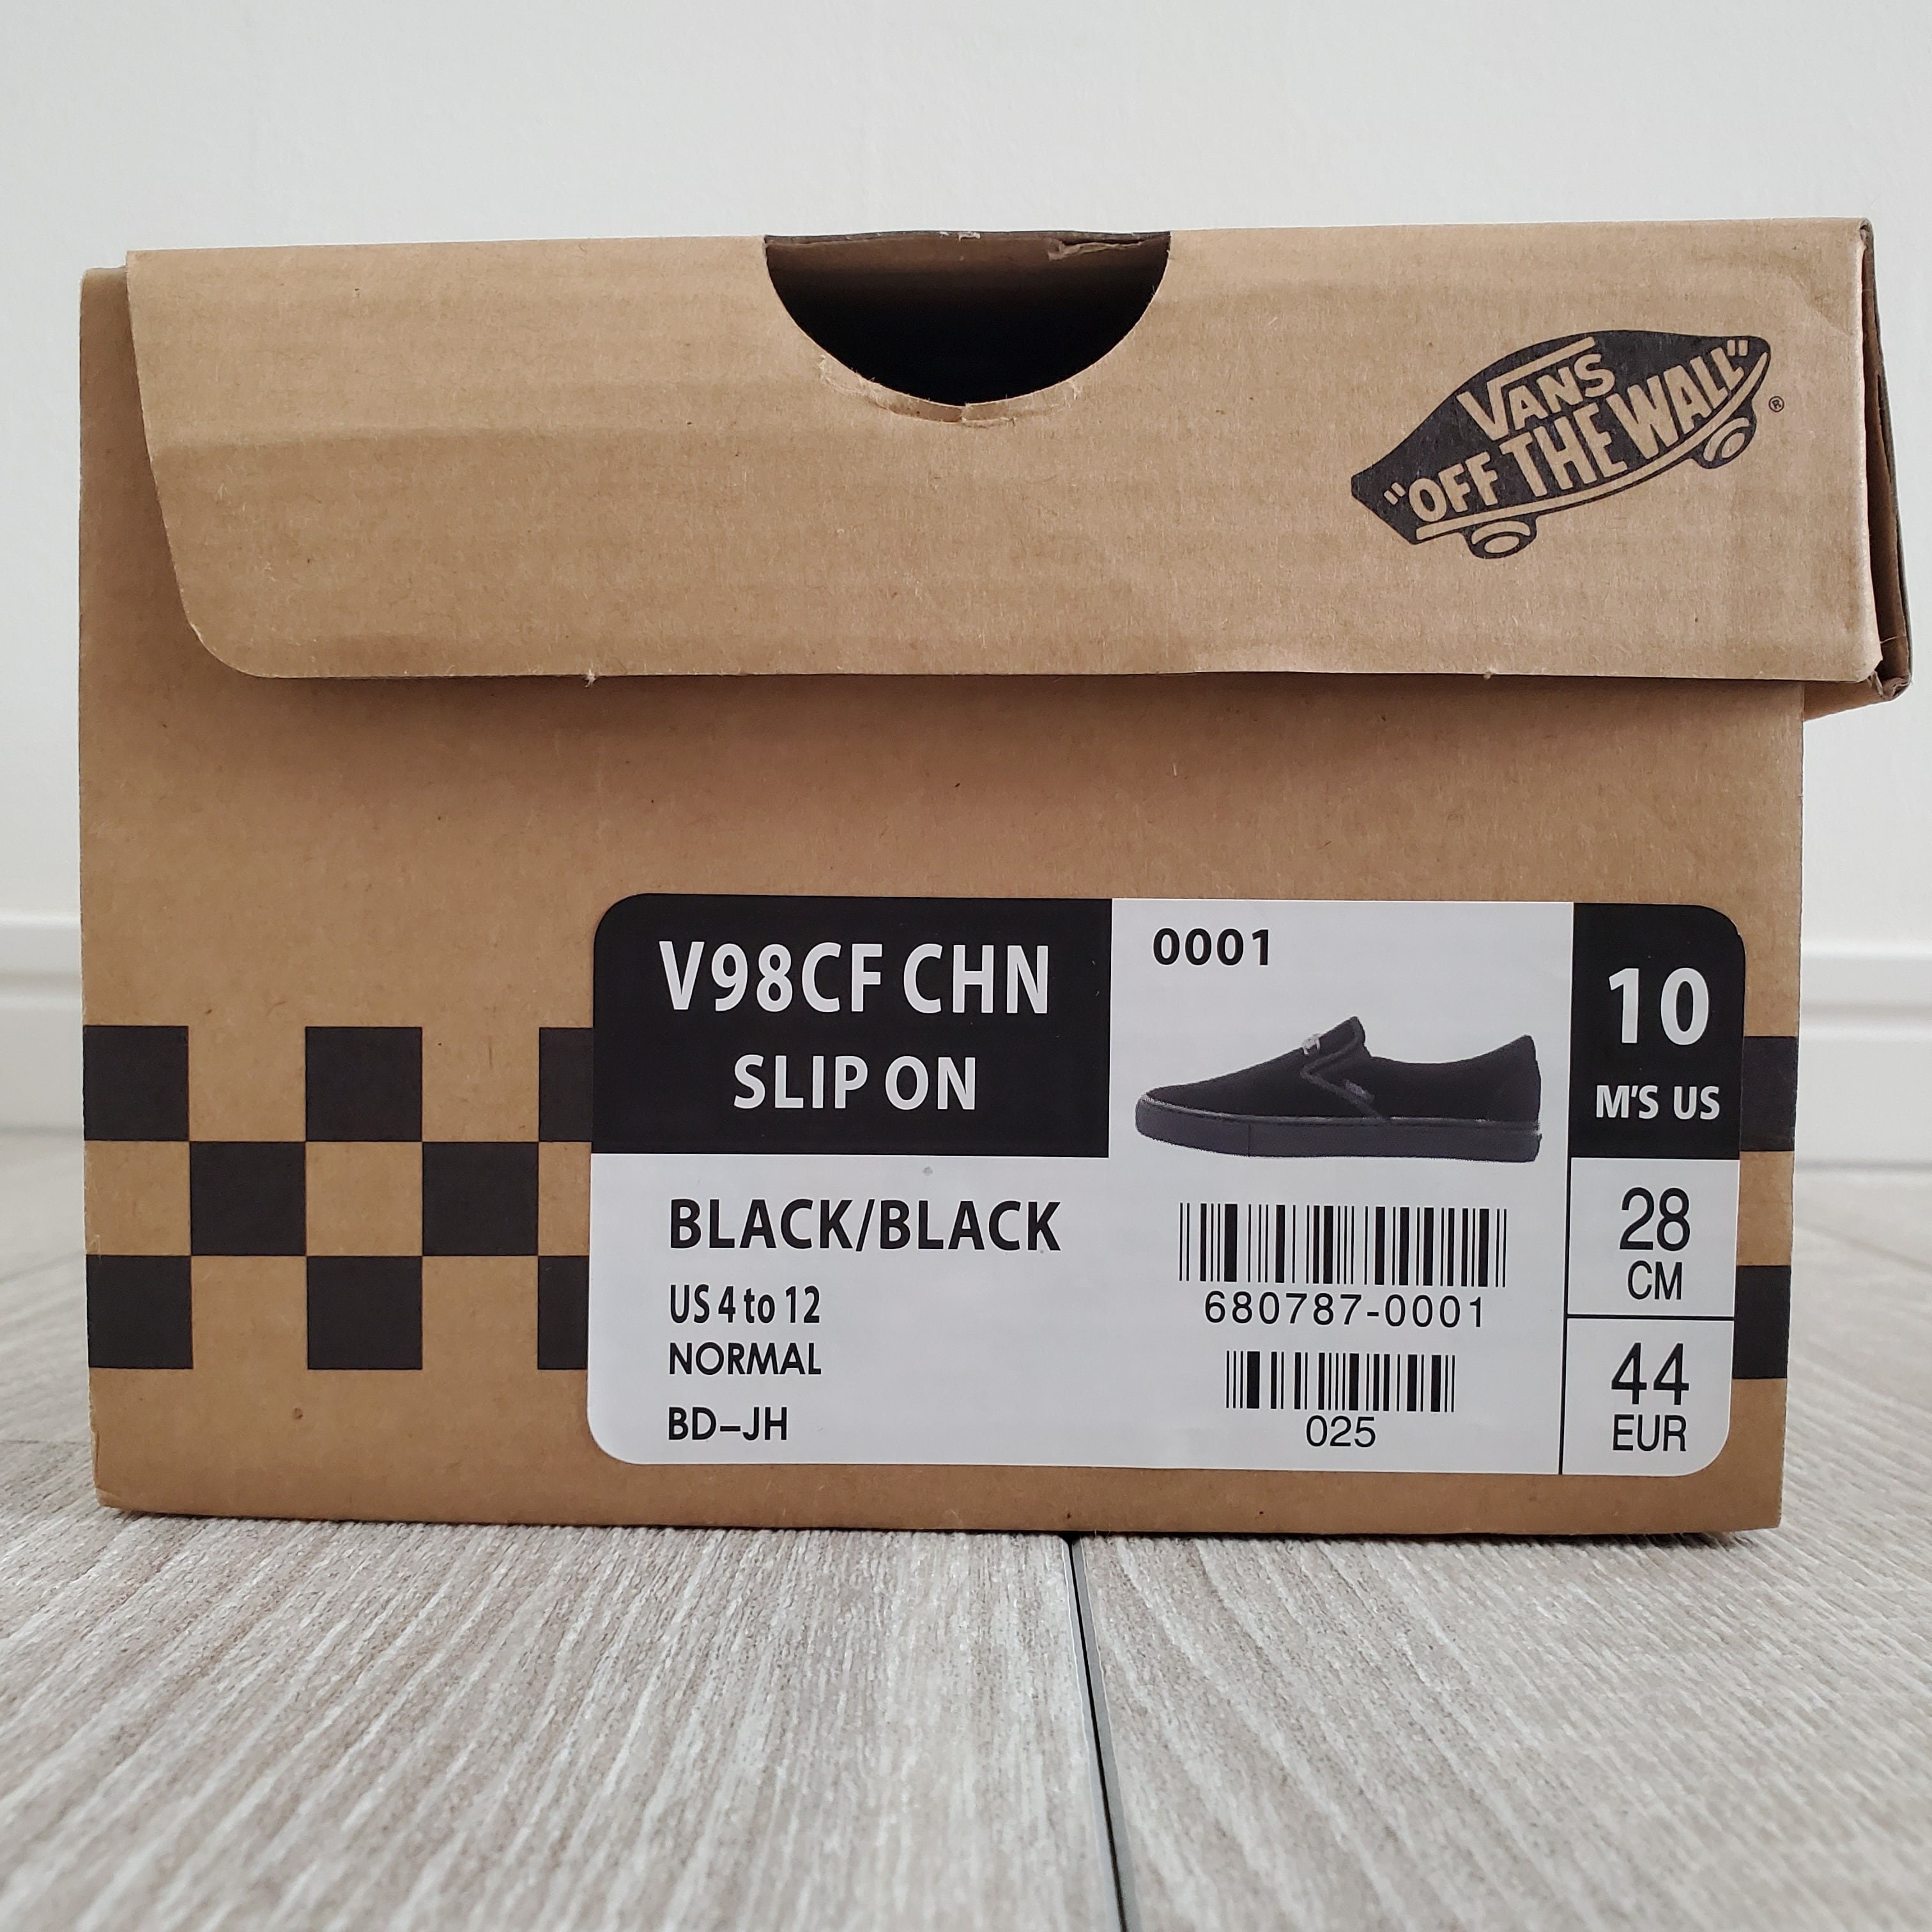 VANS
"OFF THE WALL"
®
V98CF CHN
SLIP ON
0001
10
M'S US
BLACK/BLACK
US 4 to 12
NORMAL
BD–JH
680787-0001
025
28
CM
44
EUR